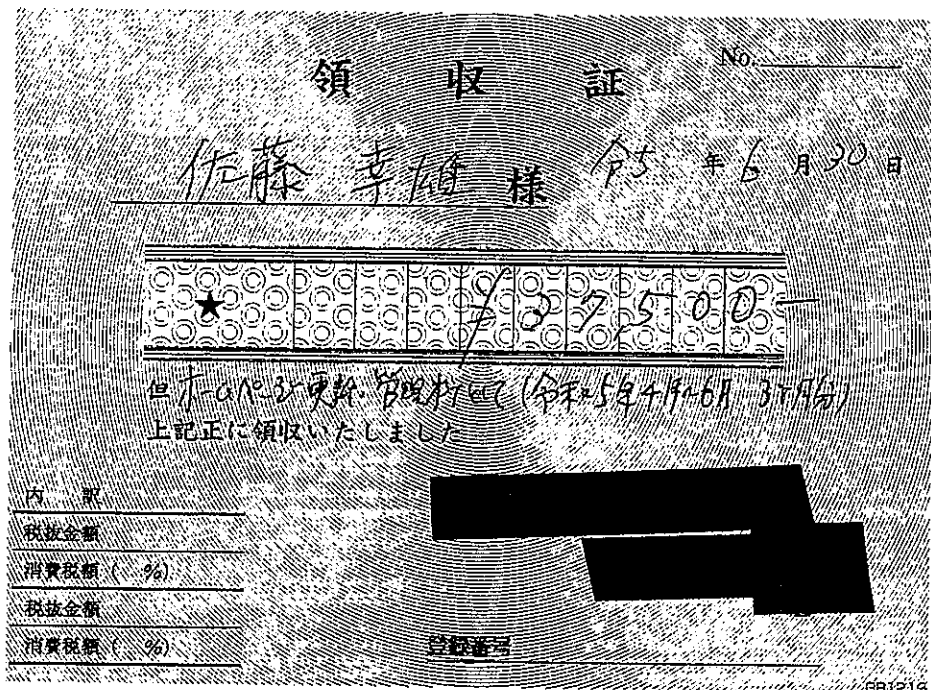 No.
領収証
佐藤 幸雄 様 令5年6月30日
★ ¥37,500-
但 ホームページ更新・管理料として(令和5年4月~6月 3ヶ月分)
上記正に領収いたしました
内訳
税抜金額
消費税額( %)
税抜金額
消費税額( %)
登録番号